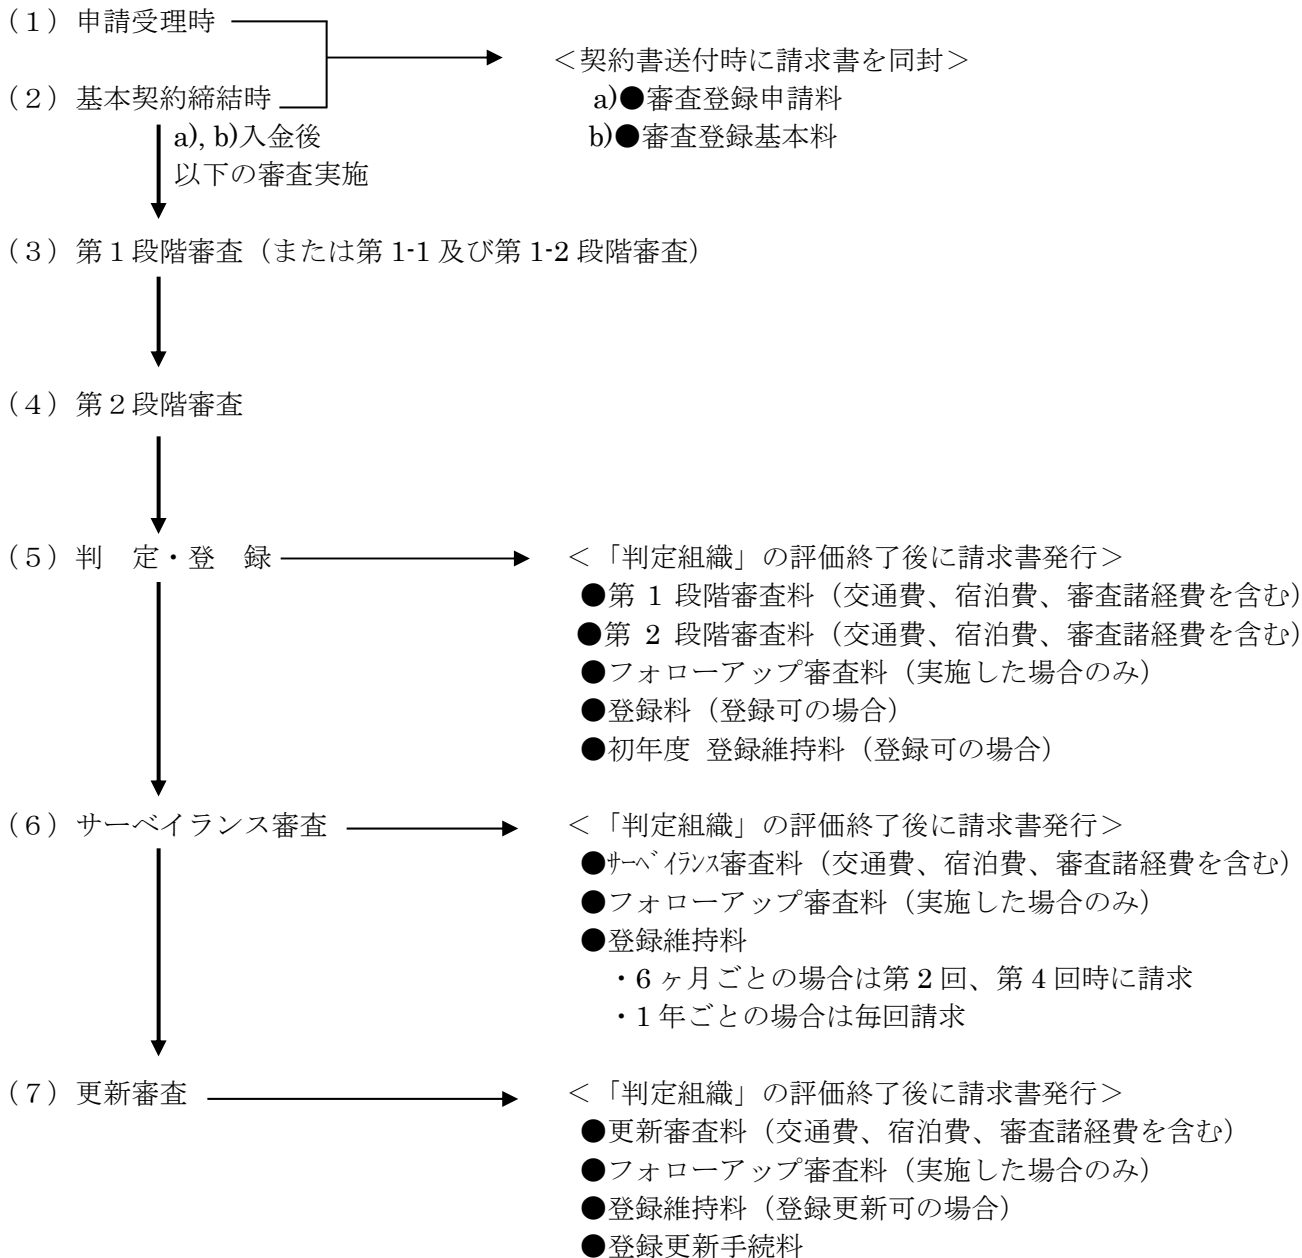 （１）申請受理時
＜契約書送付時に請求書を同封＞
（２）基本契約締結時
a)●審査登録申請料
a), b)入金後
b)●審査登録基本料
以下の審査実施
（３）第１段階審査（または第 1-1 及び第 1-2 段階審査）
（４）第２段階審査
（５）判　定・登　録
＜「判定組織」の評価終了後に請求書発行＞
●第 1 段階審査料（交通費、宿泊費、審査諸経費を含む）
●第 2 段階審査料（交通費、宿泊費、審査諸経費を含む）
●フォローアップ審査料（実施した場合のみ）
●登録料（登録可の場合）
●初年度 登録維持料（登録可の場合）
（６）サーベイランス審査
＜「判定組織」の評価終了後に請求書発行＞
●ｻｰﾍﾞｲﾗﾝｽ審査料（交通費、宿泊費、審査諸経費を含む）
●フォローアップ審査料（実施した場合のみ）
●登録維持料
・6 ヶ月ごとの場合は第 2 回、第 4 回時に請求
・1 年ごとの場合は毎回請求
（７）更新審査
＜「判定組織」の評価終了後に請求書発行＞
●更新審査料（交通費、宿泊費、審査諸経費を含む）
●フォローアップ審査料（実施した場合のみ）
●登録維持料（登録更新可の場合）
●登録更新手続料